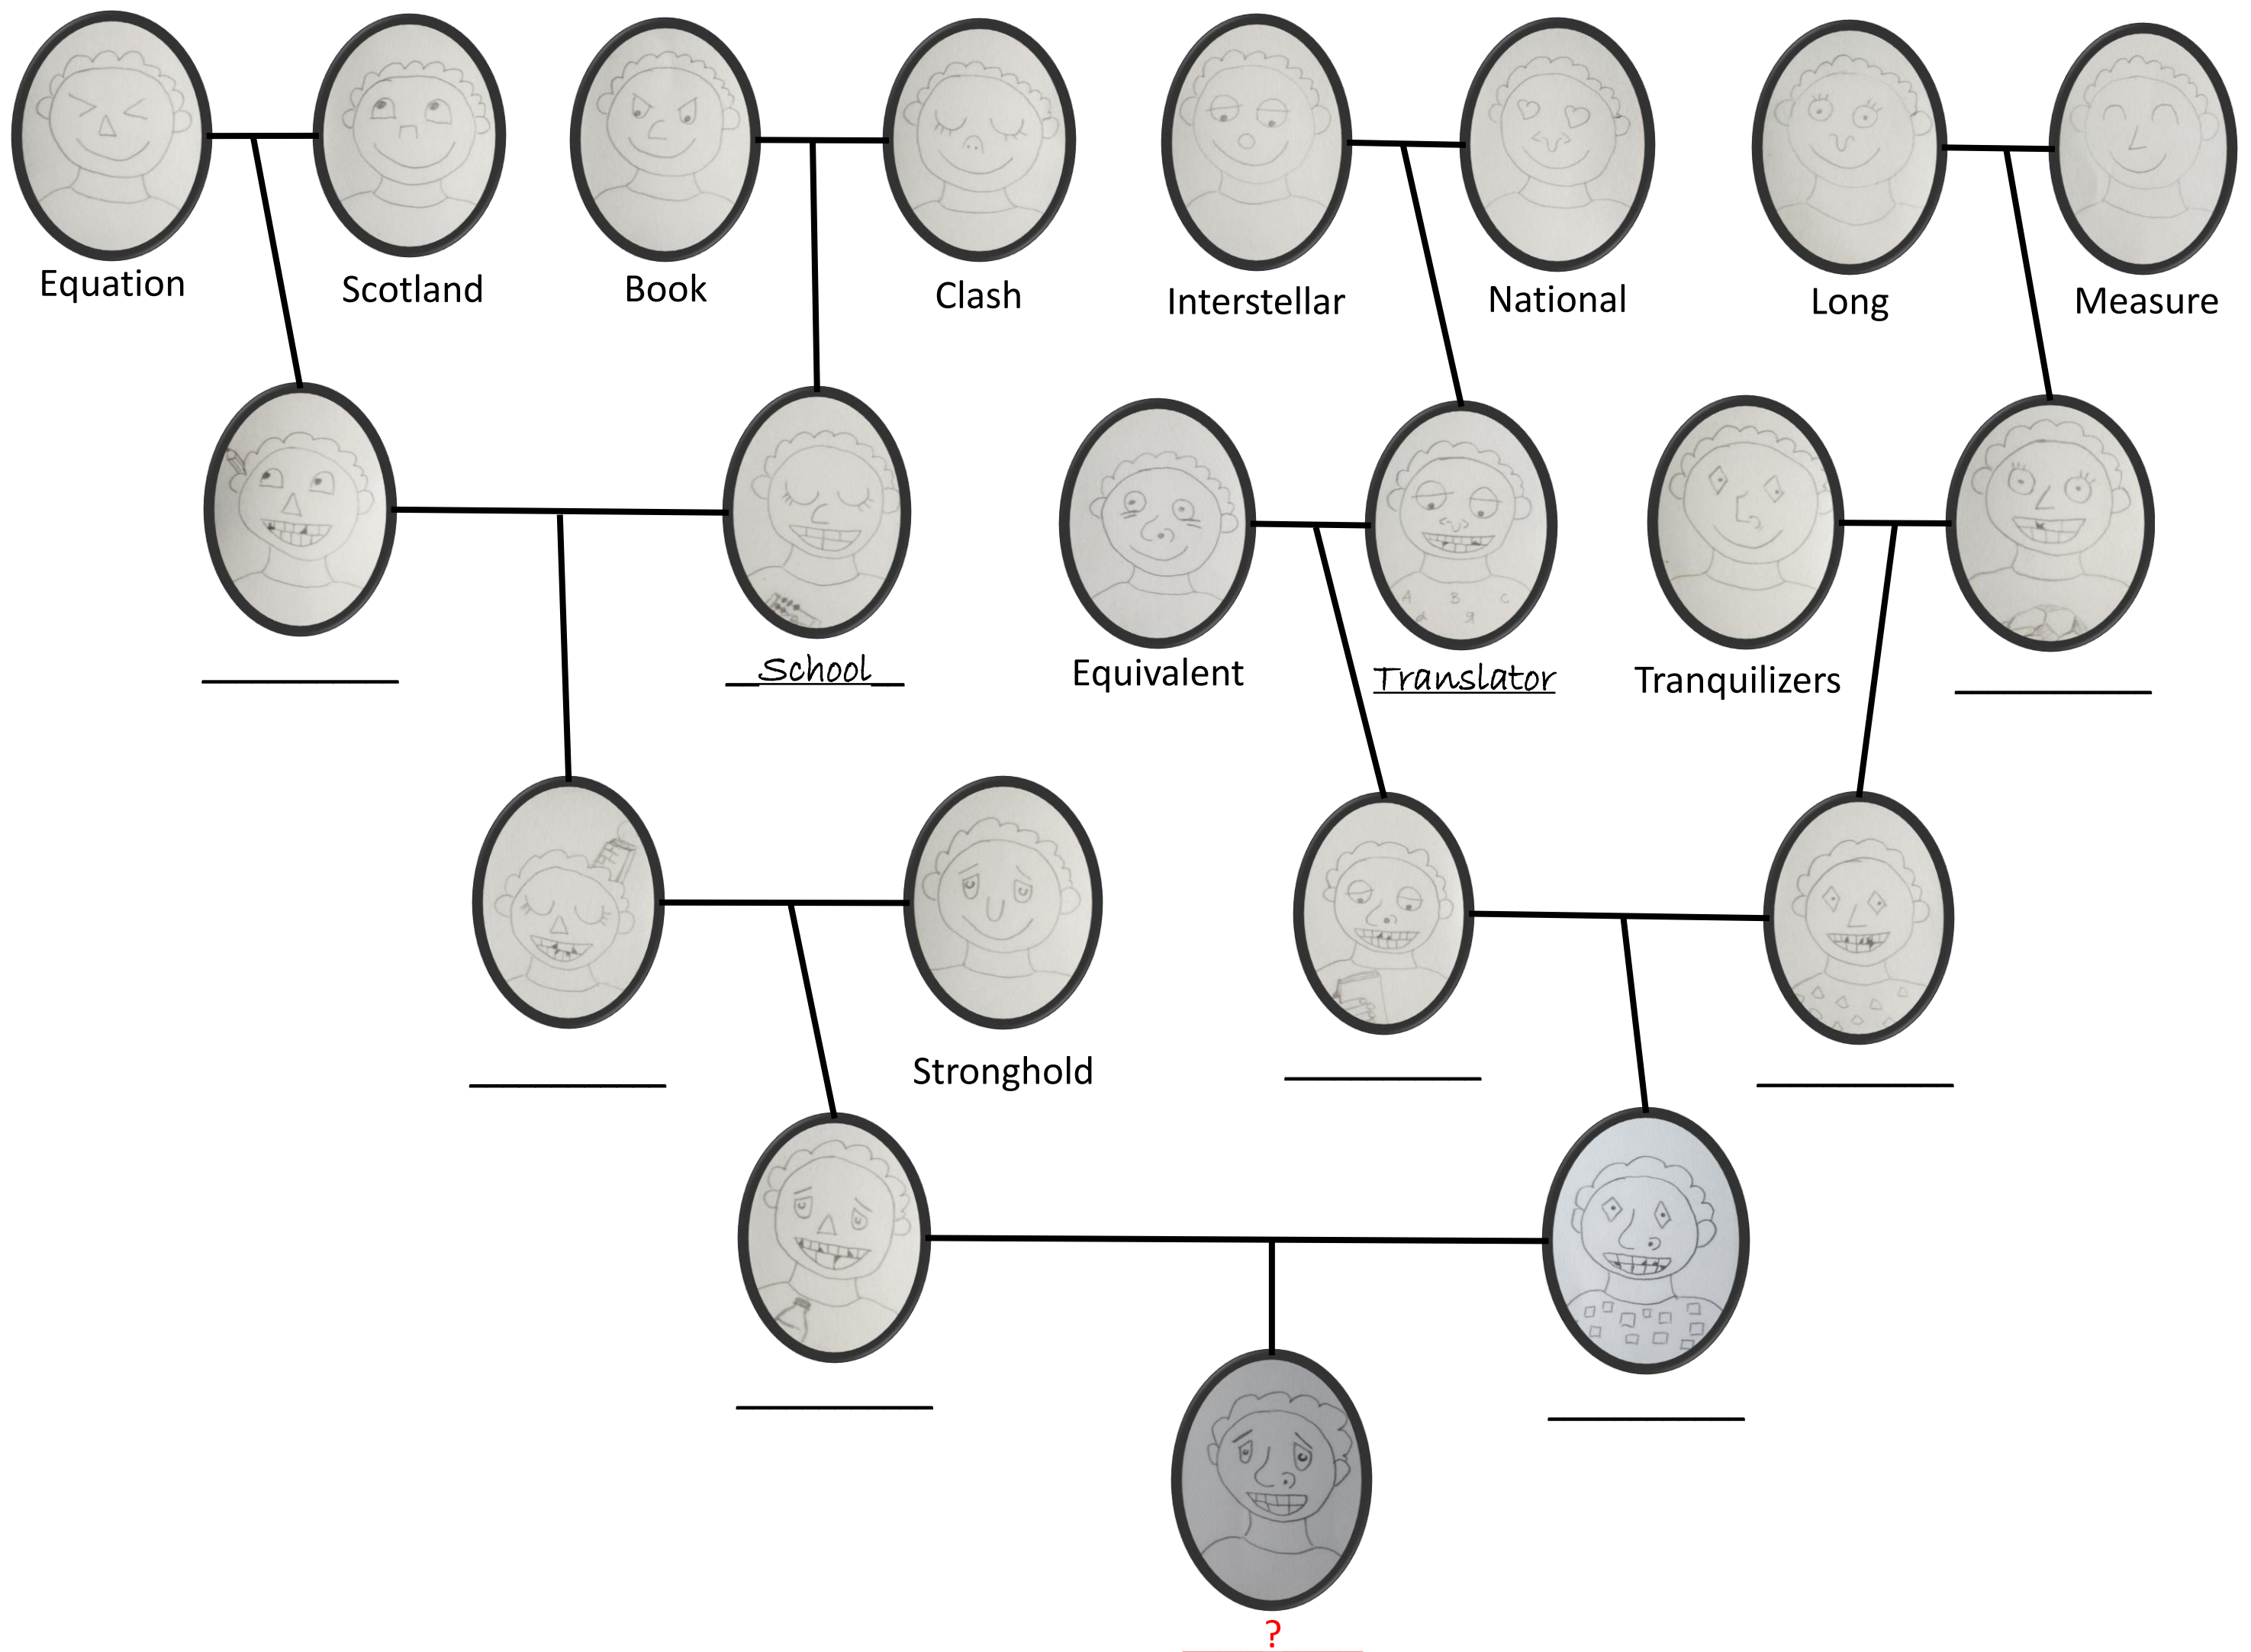 Equation
Scotland
Book
Clash
Interstellar
National
Long
Measure
School
Equivalent
Translator
Tranquilizers
A B C
Stronghold
?